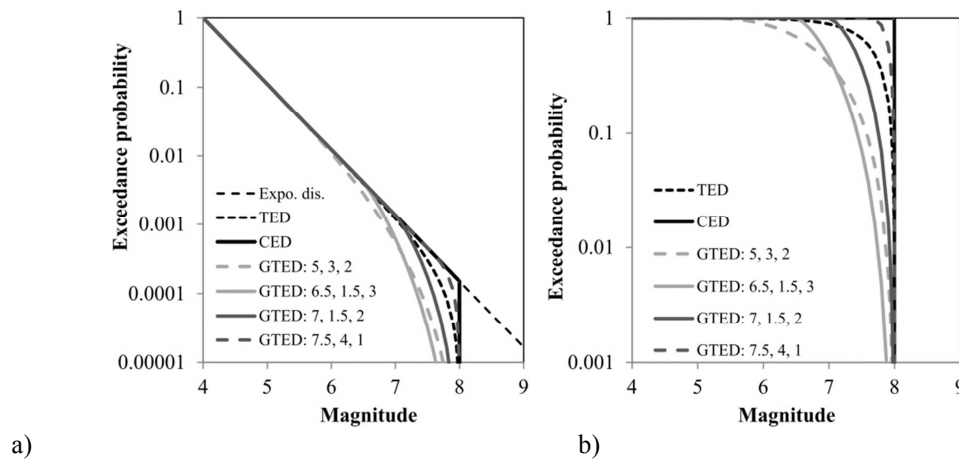 1
0.1
0.01
0.001
0.0001
0.00001
Exceedance probability
Expo. dis.
TED
CED
GTED: 5, 3, 2
GTED: 6.5, 1.5, 3
GTED: 7, 1.5, 2
GTED: 7.5, 4, 1
4 5 6 7 8 9
Magnitude
a)
1
0.1
0.01
0.001
Exceedance probability
TED
CED
GTED: 5, 3, 2
GTED: 6.5, 1.5, 3
GTED: 7, 1.5, 2
GTED: 7.5, 4, 1
4 5 6 7 8 9
Magnitude
b)